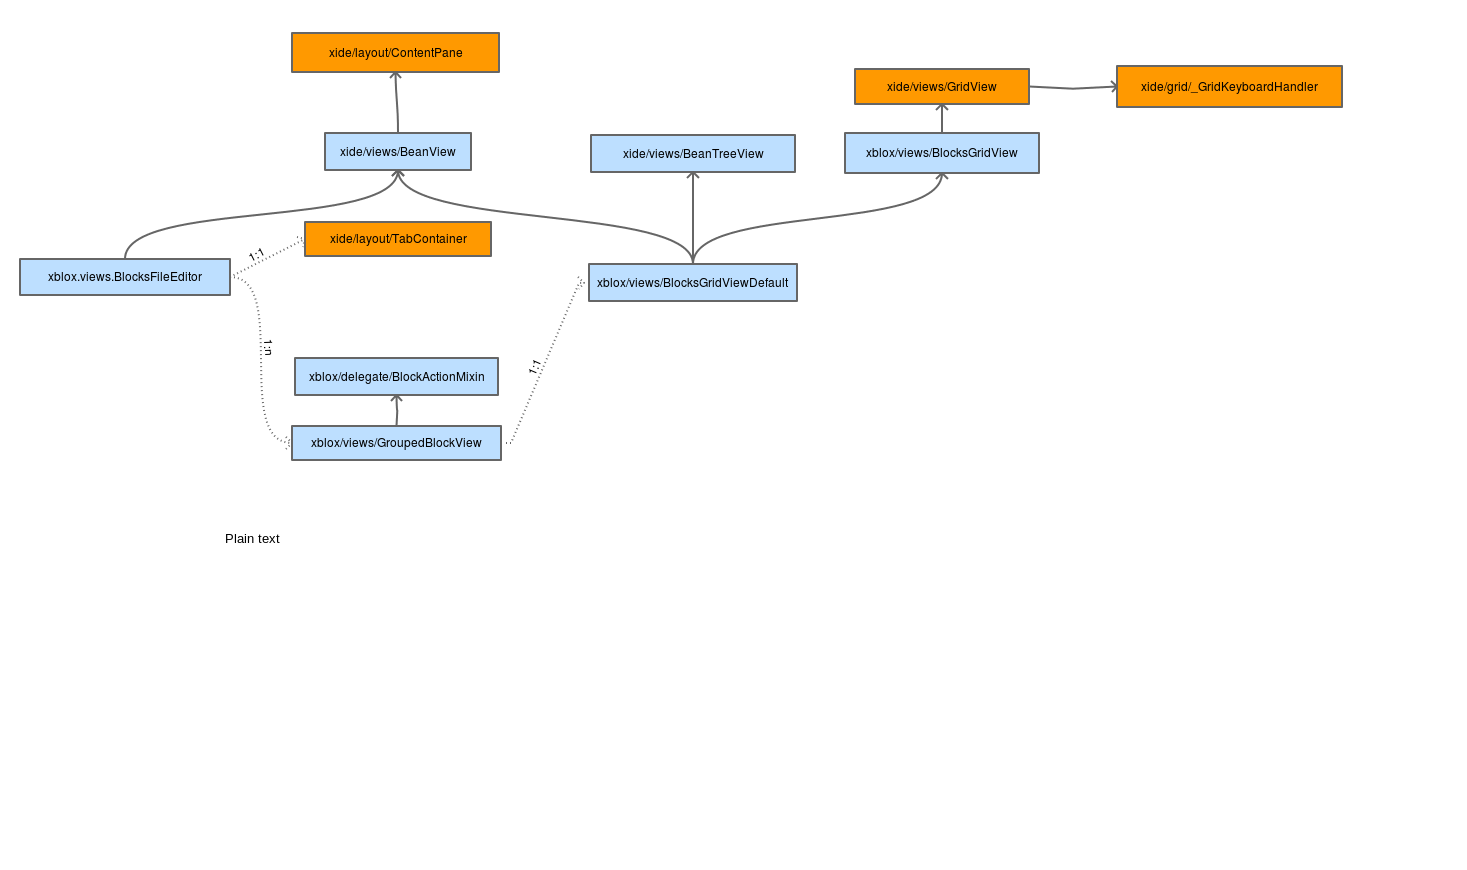 xide/layout/ContentPane
xide/views/GridView
xide/grid/_GridKeyboardHandler
xide/views/BeanView
xide/views/BeanTreeView
xblox/views/BlocksGridView
xide/layout/TabContainer
1:1
xblox.views.BlocksFileEditor
xblox/views/BlocksGridViewDefault
1:n
1:1
xblox/delegate/BlockActionMixin
xblox/views/GroupedBlockView
Plain text